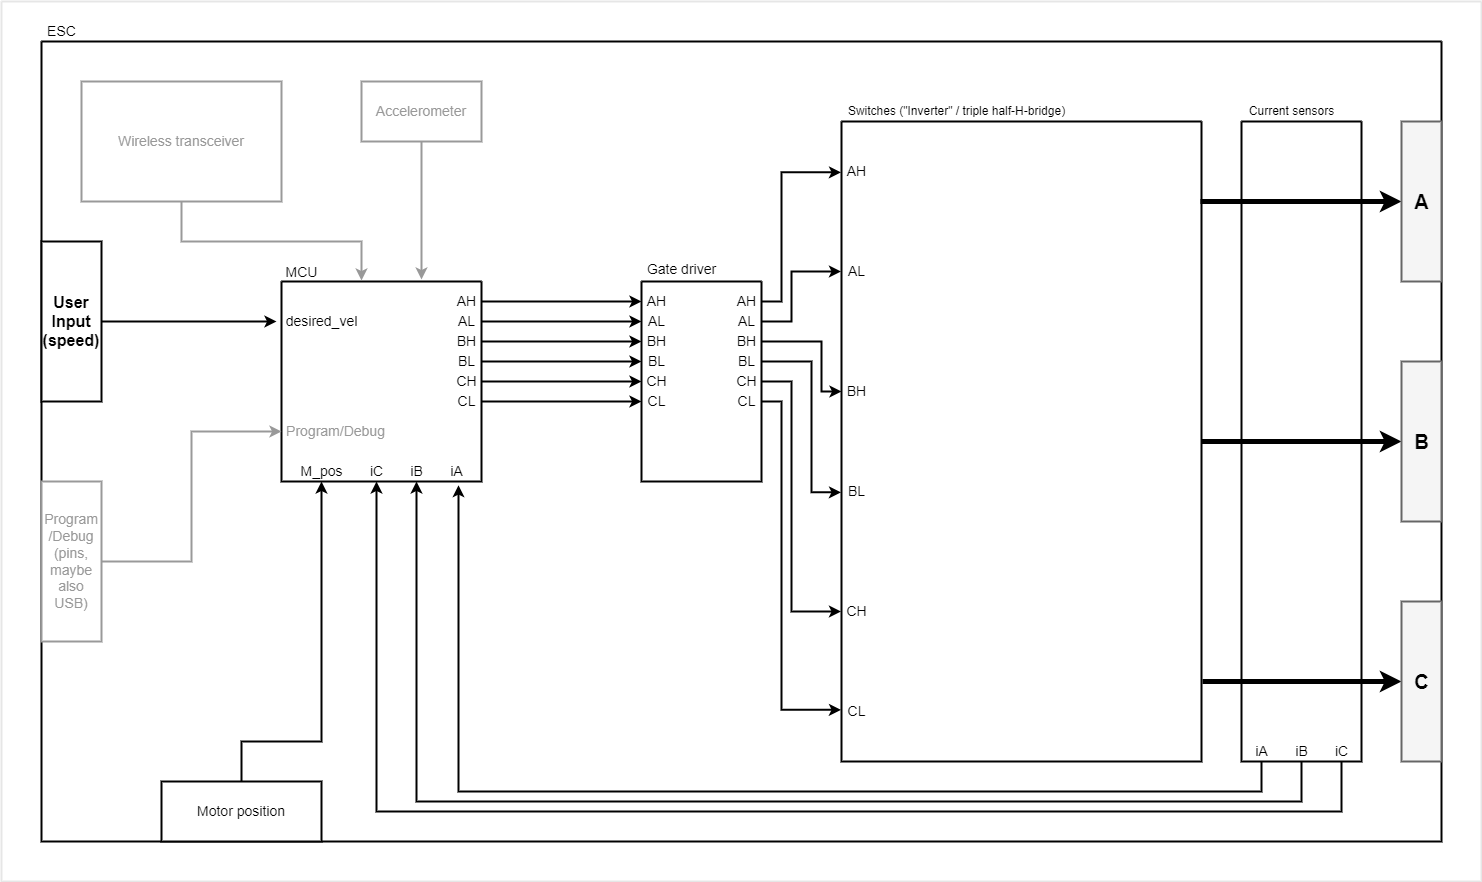 ESC
Wireless transceiver
Accelerometer
Switches ("Inverter" / triple half-H-bridge)
Current sensors
User
Input
(speed)
MCU
desired_vel
AH
AL
BH
BL
CH
CL
Program/Debug
M_pos
iC
iB
iA
Gate driver
AH
AL
BH
BL
CH
CL
AH
AL
BH
BL
CH
CL
AH
AL
BH
BL
CH
CL
iA
iB
iC
A
B
C
Program
/Debug
(pins,
maybe
also
USB)
Motor position